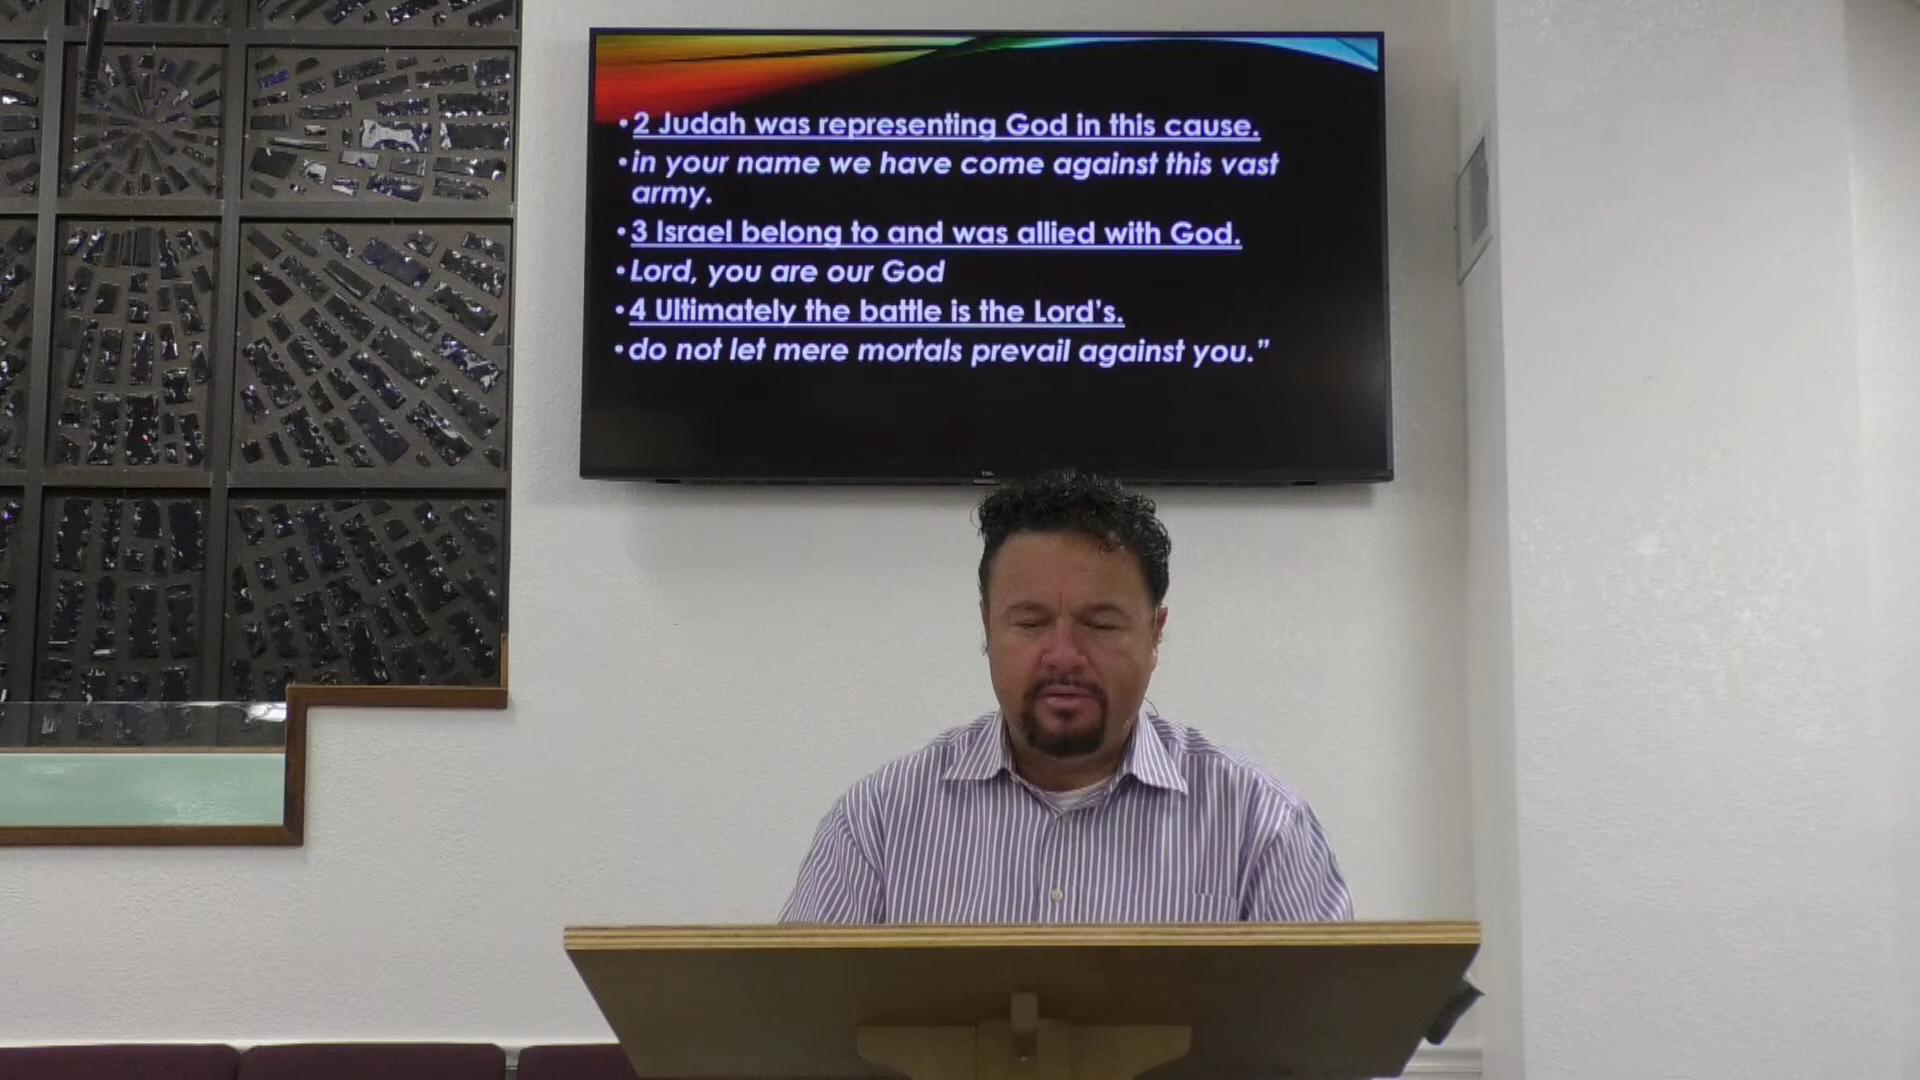 •2 Judah was representing God in this cause.
•in your name we have come against this vast
army.
•3 Israel belong to and was allied with God.
•Lord, you are our God
•4 Ultimately the battle is the Lord’s.
•do not let mere mortals prevail against you.”